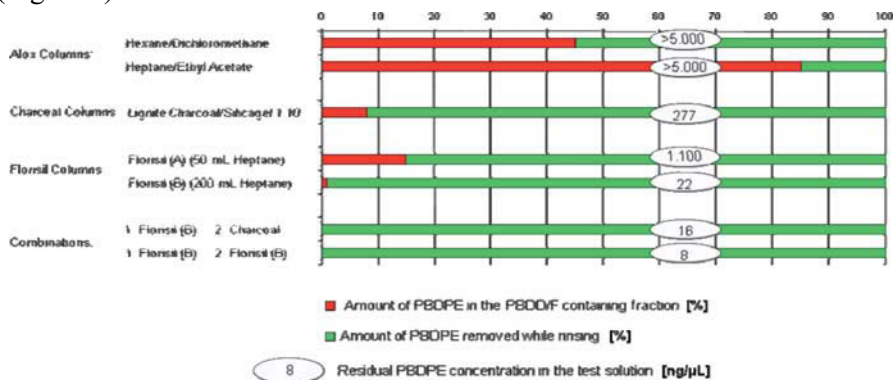 0 10 20 30 40 50 60 70 80 90 100
Alox Columns:
Hexane/Dichloromethane >5.000
Heptane/Ethyl Acetate >5.000
Charcoal Columns Lignite Charcoal/Silicagel 1 10 277
Florisil Columns
Florisil (A) (50 mL Heptane) 1.100
Florisil (B) (200 mL Heptane) 22
Combinations.
1 Florisil (B) 2 Charcoal 16
1 Florisil (B) 2 Florisil (B) 8
Amount of PBDPE in the PBDD/F containing fraction [%]
Amount of PBDPE removed while rinsing [%]
8 Residual PBDPE concentration in the test solution [ng/µL]